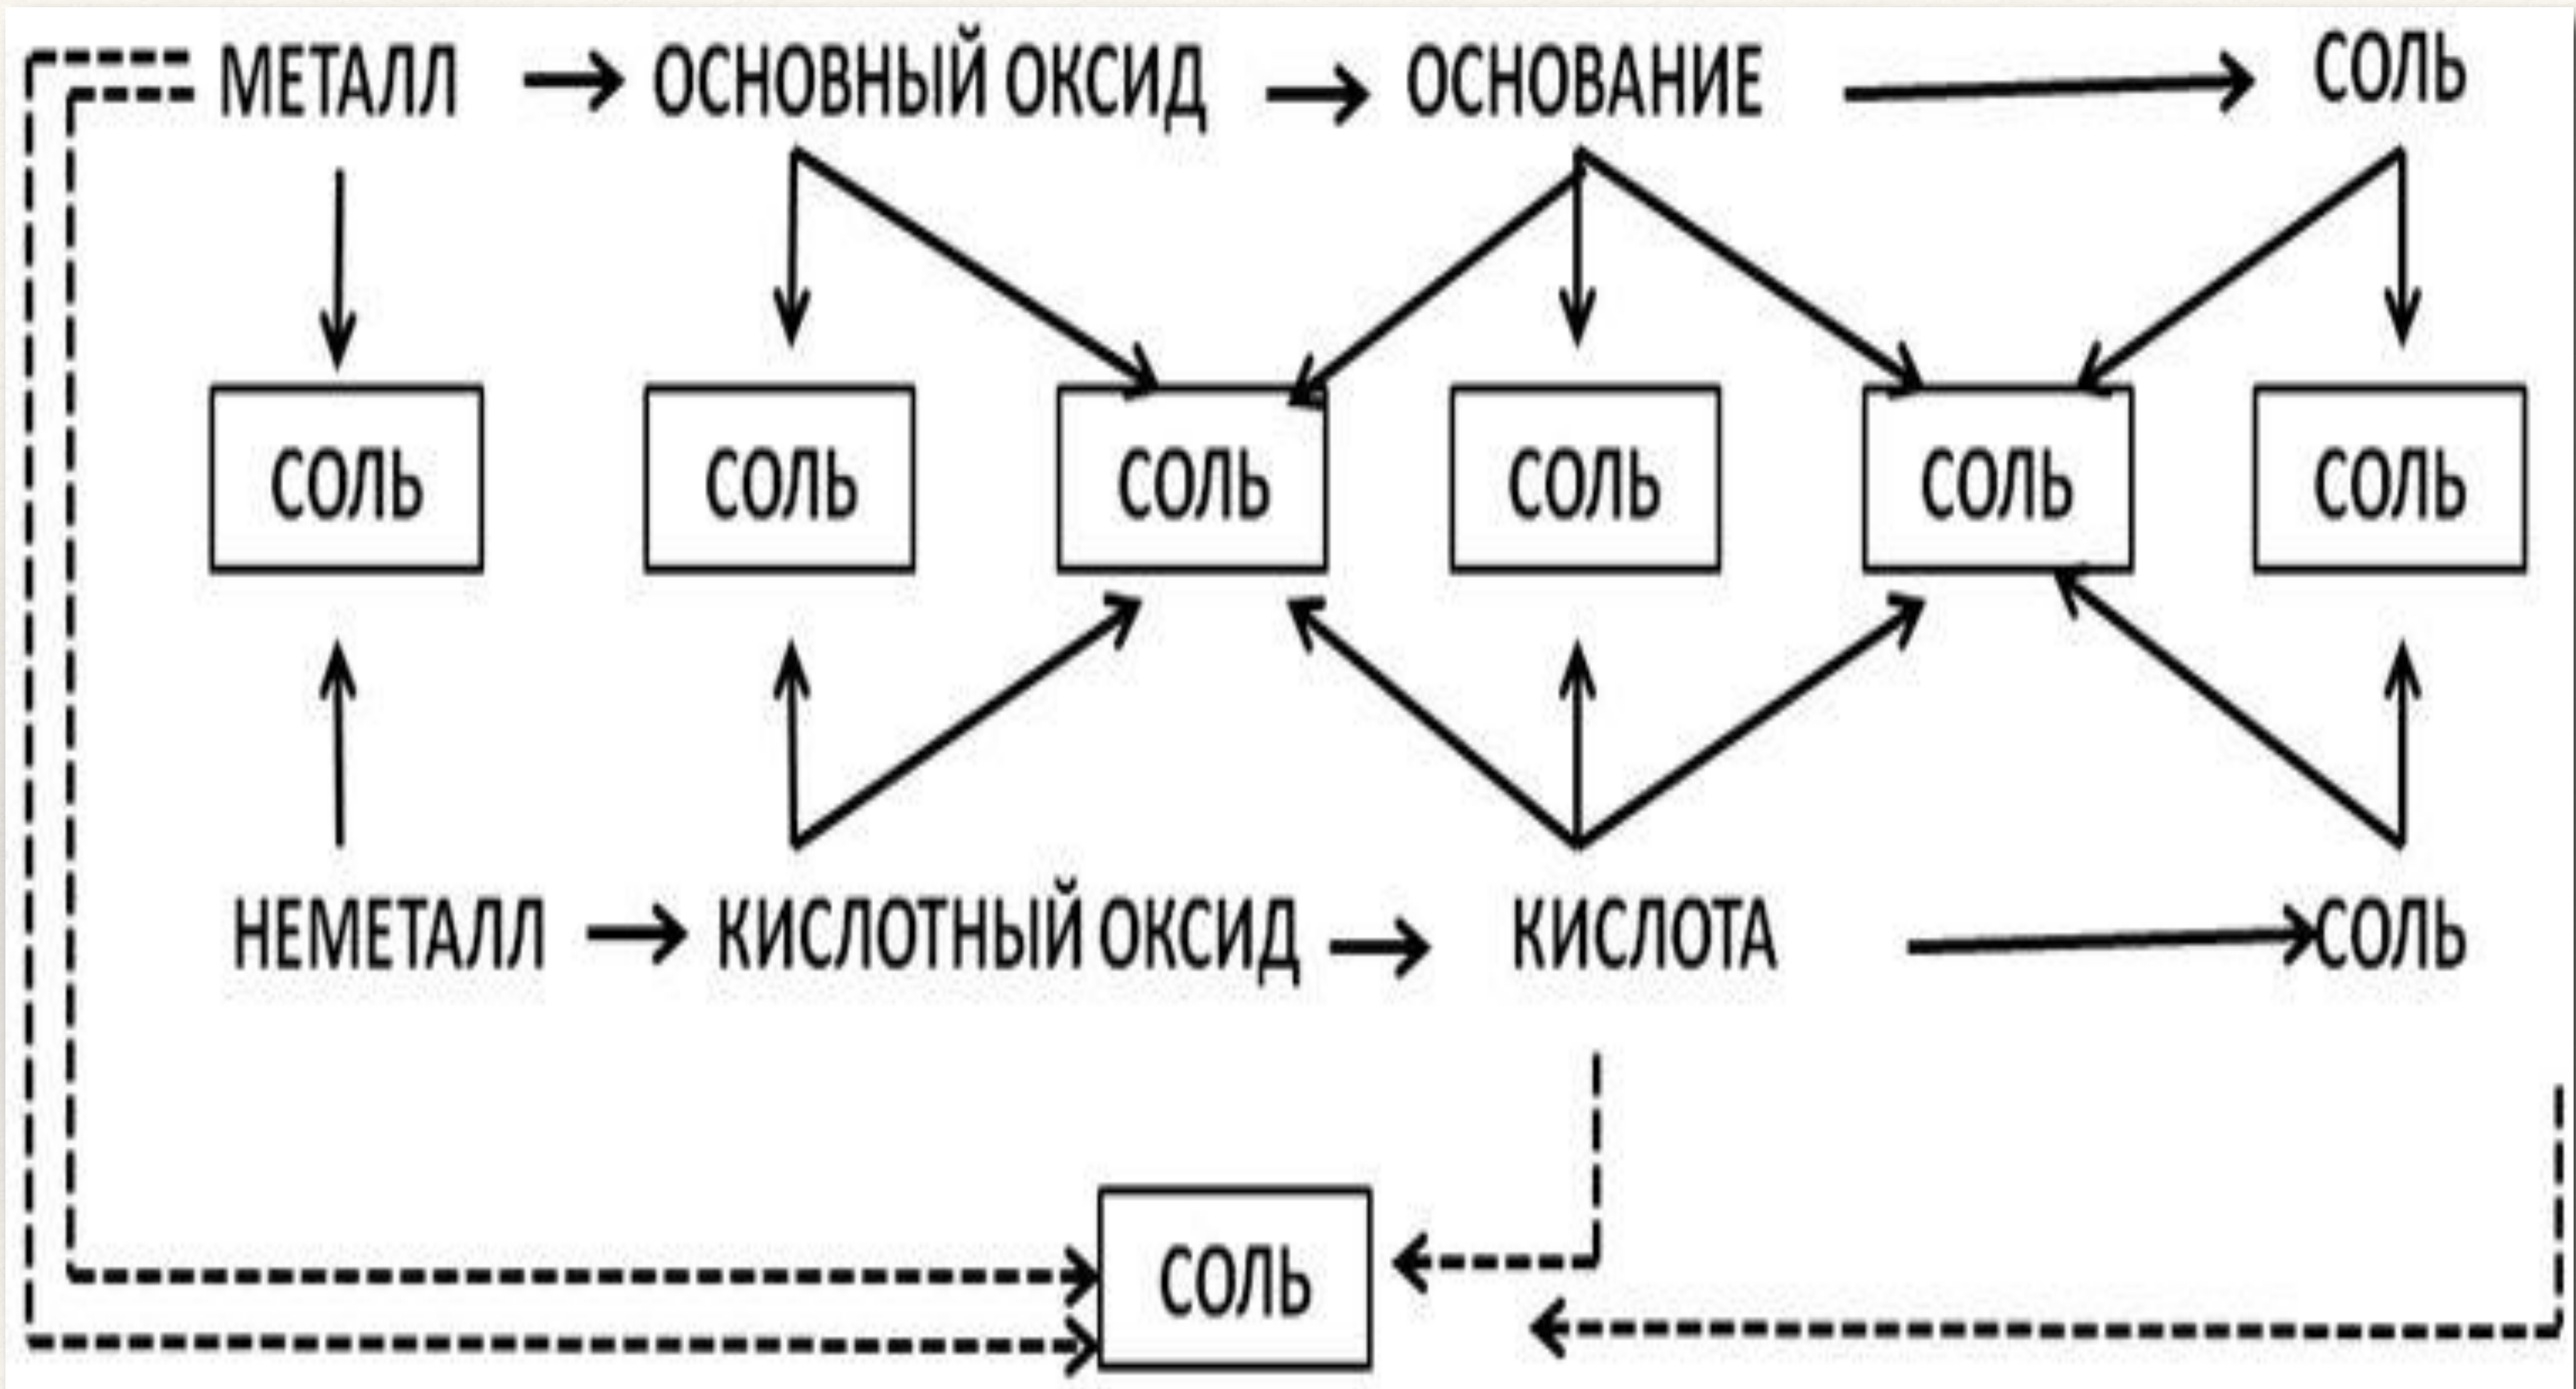 МЕТАЛЛ ОСНОВНЫЙ ОКСИД ОСНОВАНИЕ СОЛЬ
СОЛЬ СОЛЬ СОЛЬ СОЛЬ СОЛЬ СОЛЬ
НЕМЕТАЛЛ КИСЛОТНЫЙ ОКСИД КИСЛОТА СОЛЬ
СОЛЬ